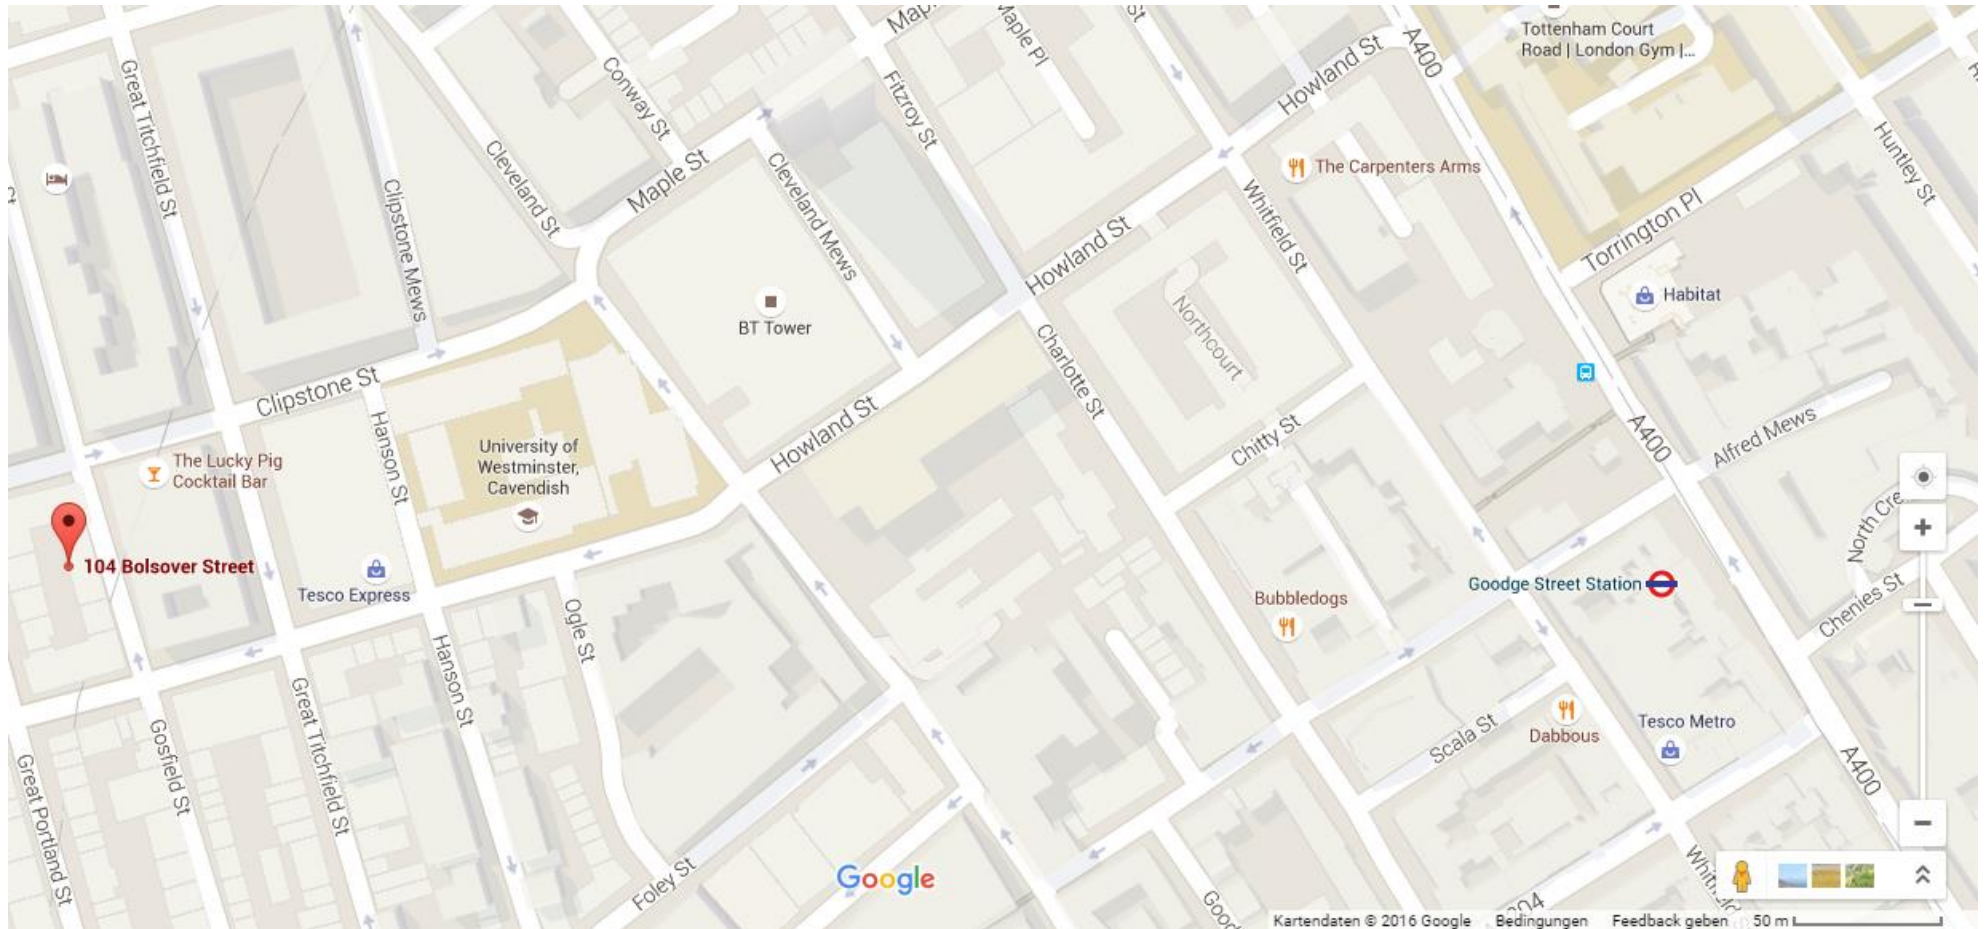 Tottenham Court
Road | London Gym |...
Maple Pl
A400
Howland St
Great Titchfield St
Conway St
Fitzroy St
Huntley St
Cleveland St
Maple St
Cleveland Mews
Clipstone Mews
The Carpenters Arms
Whitfield St
Torrington Pl
Howland St
Habitat
BT Tower
Northcourt
Charlotte St
Clipstone St
Hanson St
Howland St
Chitty St
A400
Alfred Mews
University of
Westminster,
Cavendish
The Lucky Pig
Cocktail Bar
104 Bolsover Street
Tesco Express
Ogle St
Bubbledogs
Goodge Street Station
North Cre
Chenies St
Hanson St
Great Titchfield St
Gosfield St
Great Portland St
Scala St
Dabbous
Tesco Metro
A400
Foley St
Google
Kartendaten © 2016 Google
Bedingungen
Feedback geben
50 m